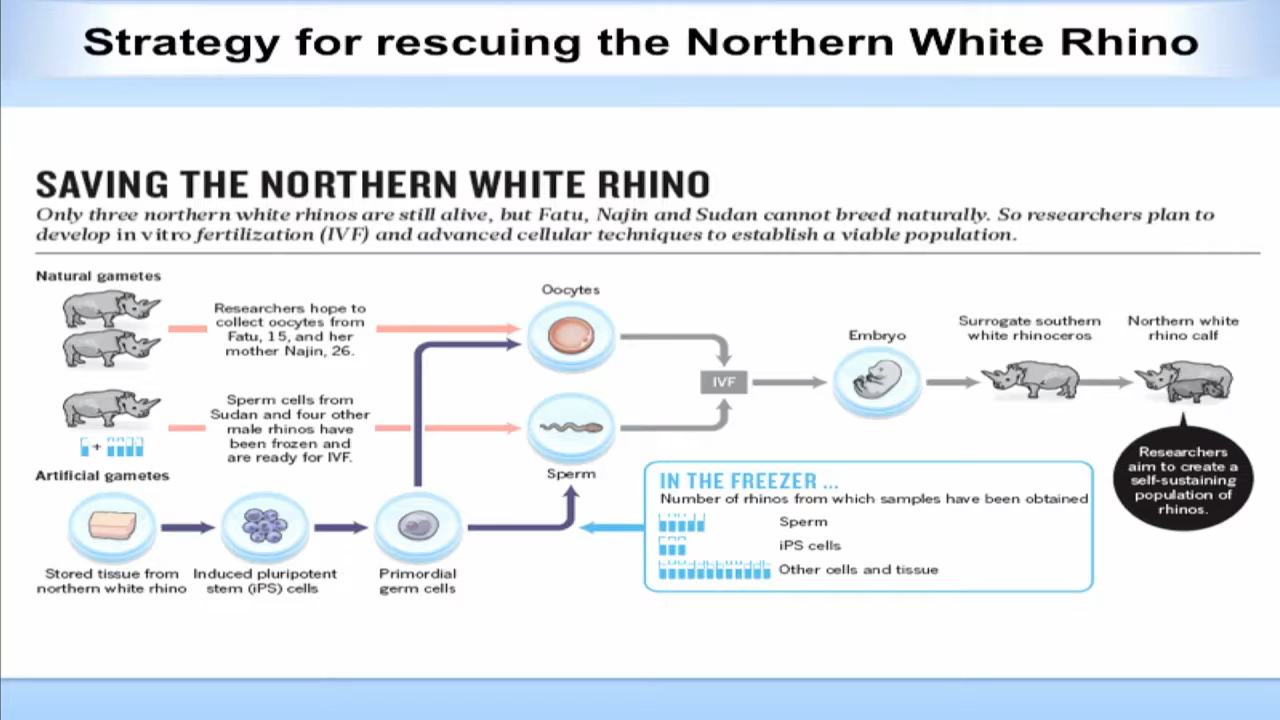 Strategy for rescuing the Northern White Rhino
SAVING THE NORTHERN WHITE RHINO
Only three northern white rhinos are still alive, but Fatu, Najin and Sudan cannot breed naturally. So researchers plan to
develop in vitro fertilization (IVF) and advanced cellular techniques to establish a viable population.
Natural gametes
Researchers hope to
collect oocytes from
Fatu, 15, and her
mother Najin, 26.
Oocytes
Sperm cells from
Sudan and four other
male rhinos have
been frozen and
are ready for IVF.
+
Sperm
IVF
Embryo
Surrogate southern
white rhinoceros
Northern white
rhino calf
Researchers
aim to create a
self-sustaining
population of
rhinos.
Artificial gametes
Stored tissue from
northern white rhino
Induced pluripotent
stem (iPS) cells
Primordial
germ cells
IN THE FREEZER ...
Number of rhinos from which samples have been obtained
Sperm
iPS cells
Other cells and tissue